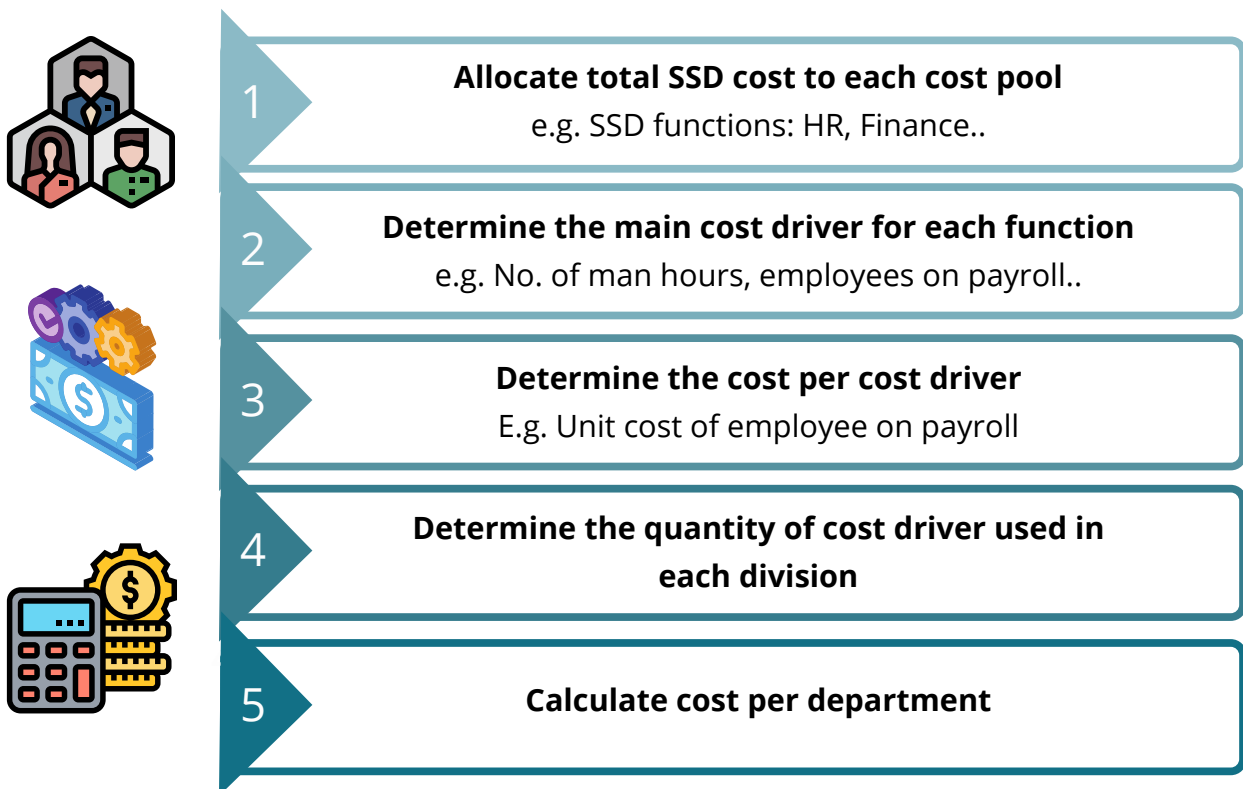 1
Allocate total SSD cost to each cost pool
e.g. SSD functions: HR, Finance..
2
Determine the main cost driver for each function
e.g. No. of man hours, employees on payroll..
3
Determine the cost per cost driver
E.g. Unit cost of employee on payroll
4
Determine the quantity of cost driver used in
each division
5
Calculate cost per department
$
$